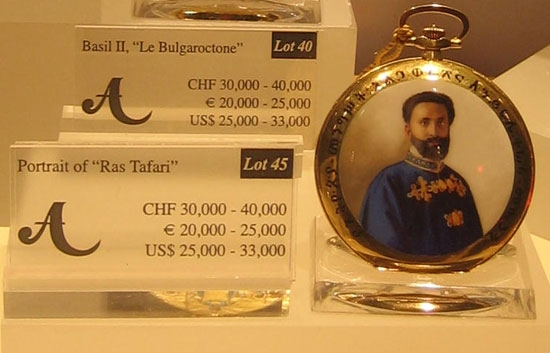 Basil II, “Le Bulgaroctone”
Lot 40
CHF 30,000 - 40,000
€ 20,000 - 25,000
US$ 25,000 - 33,000
Portrait of “Ras Tafari”
Lot 45
A
CHF 30,000 - 40,000
€ 20,000 - 25,000
US$ 25,000 - 33,000